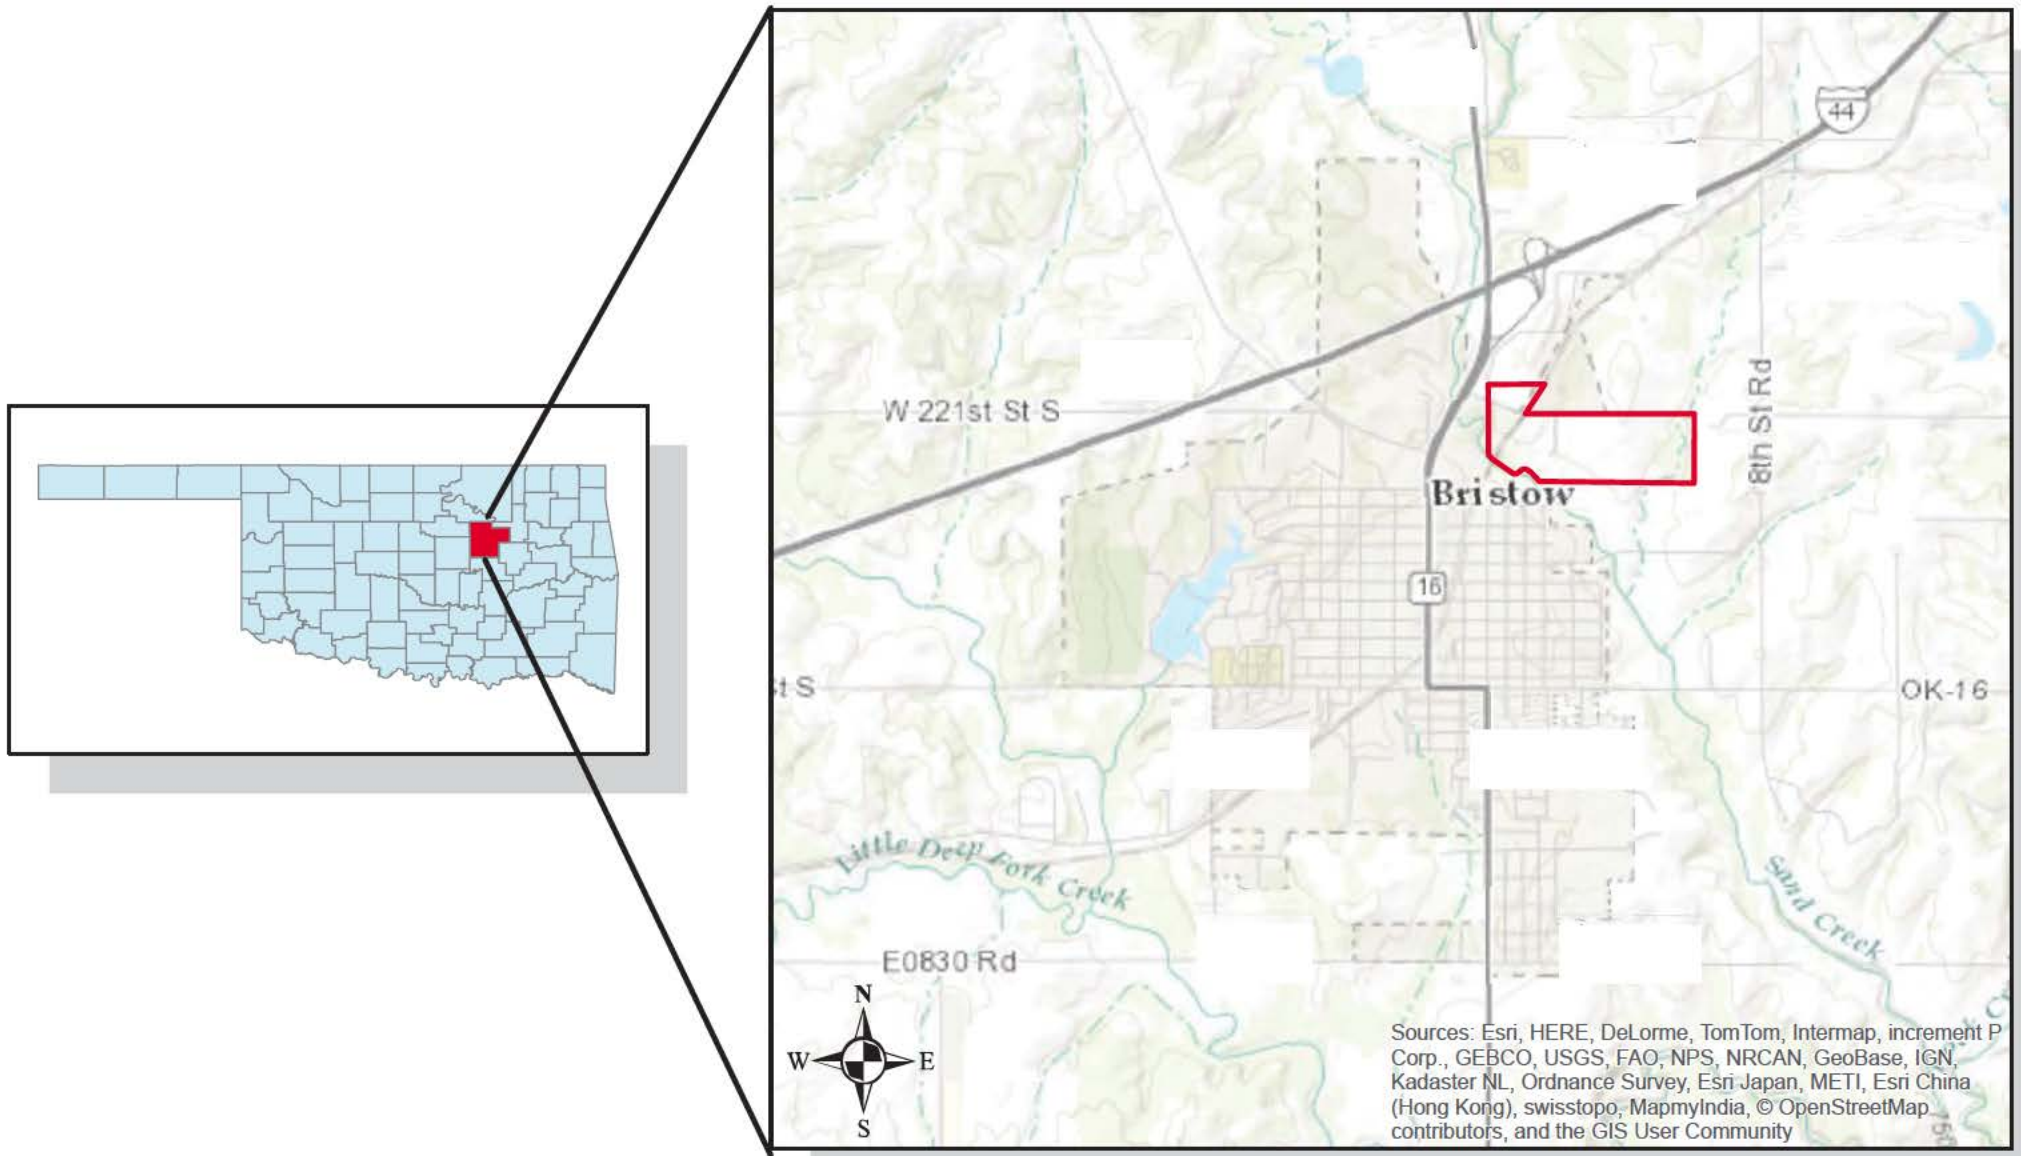 44
W 221st St S
8th St Rd
Bristow
16
t S
OK-16
Little Deep Fork Creek
Sand Creek
E0830 Rd
N
W
E
S
Sources: Esri, HERE, DeLorme, TomTom, Intermap, increment P
Corp., GEBCO, USGS, FAO, NPS, NRCAN, GeoBase, IGN,
Kadaster NL, Ordnance Survey, Esri Japan, METI, Esri China
(Hong Kong), swisstopo, MapmyIndia, © OpenStreetMap
contributors, and the GIS User Community